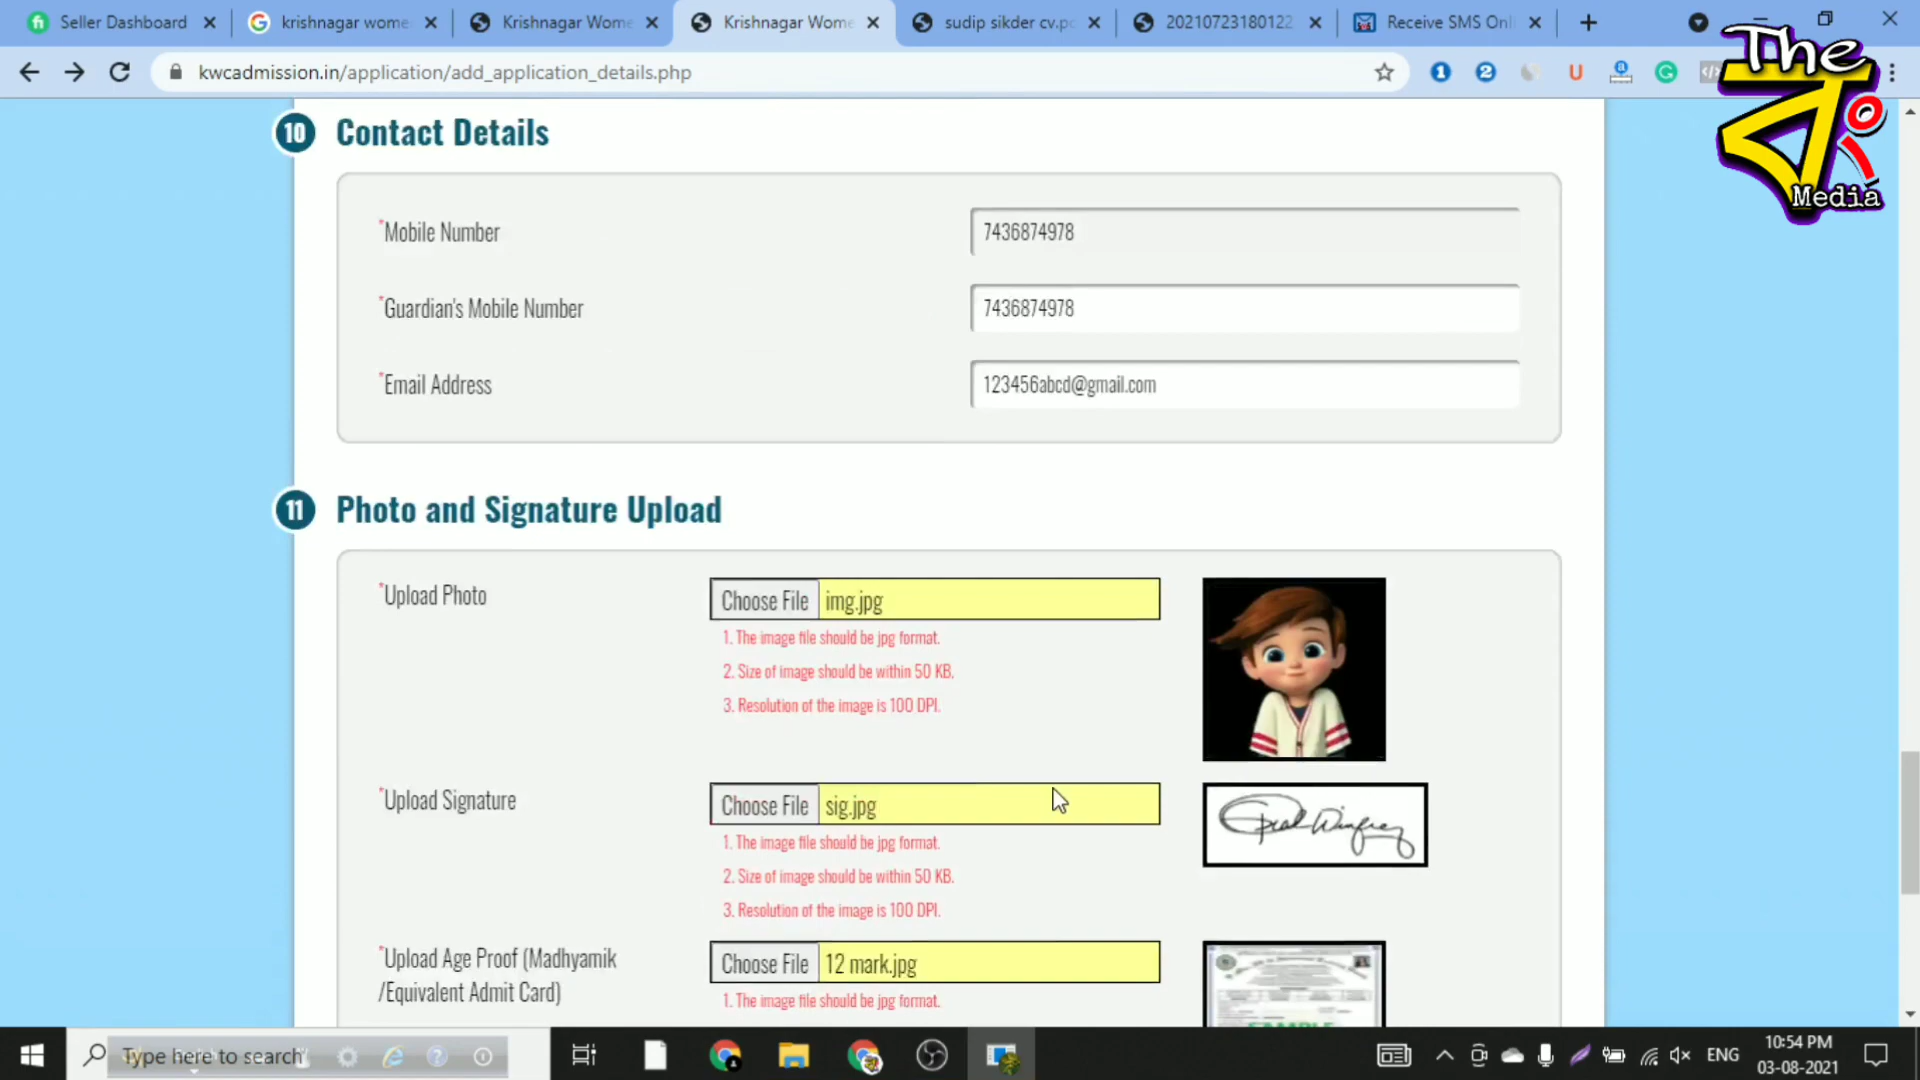 Seller Dashboard
krishnagar wome
Krishnagar Wome
Krishnagar Wome
sudip sikder cv.p
20210723180122
Receive SMS Onl
kwcadmission.in/application/add_application_details.php
The
Media
10 Contact Details
*Mobile Number
7436874978
*Guardian's Mobile Number
7436874978
*Email Address
123456abcd@gmail.com
11 Photo and Signature Upload
*Upload Photo
Choose File img.jpg
1. The image file should be jpg format.
2. Size of image should be within 50 KB.
3. Resolution of the image is 100 DPI.
*Upload Signature
Choose File sig.jpg
1. The image file should be jpg format.
2. Size of image should be within 50 KB.
3. Resolution of the image is 100 DPI.
*Upload Age Proof (Madhyamik
/Equivalent Admit Card)
Choose File 12 mark.jpg
1. The image file should be jpg format.
Type here to search
ENG
10:54 PM
03-08-2021